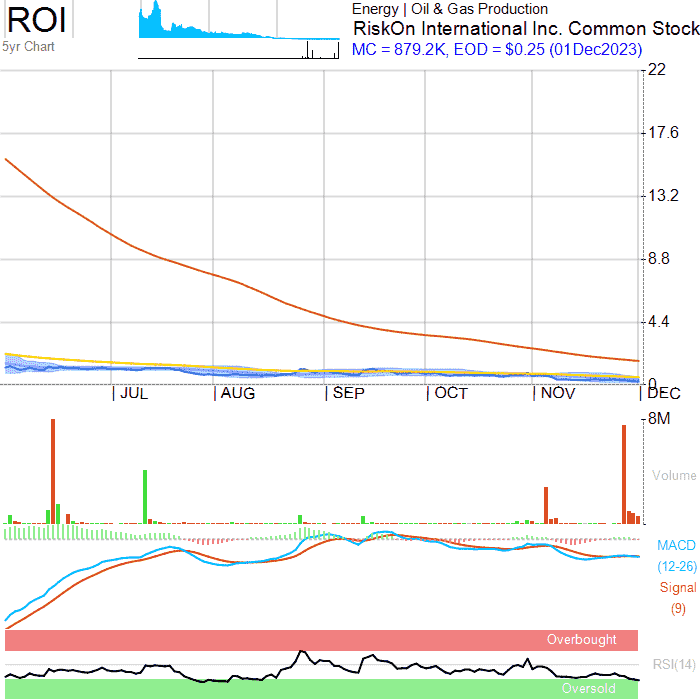 ROI
5yr Chart
Energy | Oil & Gas Production
RiskOn International Inc. Common Stock
MC = 879.2K, EOD = $0.25 (01Dec2023)
22
17.6
13.2
8.8
4.4
0
JUL
AUG
SEP
OCT
NOV
DEC
8M
Volume
MACD
(12-26)
Signal
(9)
Overbought
RSI(14)
Oversold